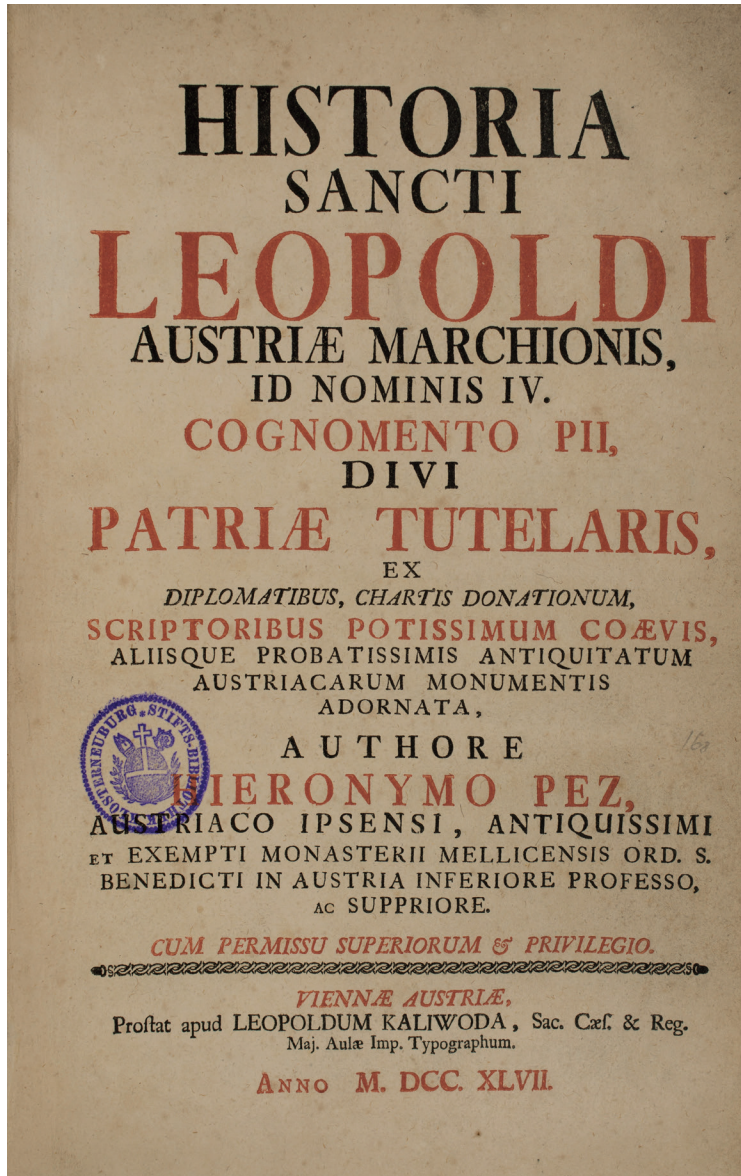 HISTORIA
SANCTI
LEOPOLDI
AUSTRIÆ MARCHIONIS,
ID NOMINIS IV.
COGNOMENTO PII,
DIVI
PATRIÆ TUTELARIS,
EX
DIPLOMATIBUS, CHARTIS DONATIONUM,
SCRIPTORIBUS POTISSIMUM COÆVIS,
ALIISQUE PROBATISSIMIS ANTIQUITATUM
AUSTRIACARUM MONUMENTIS
ADORNATA,
AUTHORE
HIERONYMO PEZ,
AUSTRIACO IPSENSI, ANTIQUISSIMI
ET EXEMPTI MONASTERII MELLICENSIS ORD. S.
BENEDICTI IN AUSTRIA INFERIORE PROFESSO,
AC SUPPRIORE.
CUM PERMISSU SUPERIORUM & PRIVILEGIO.
VIENNÆ AUSTRIÆ,
Proſtat apud LEOPOLDUM KALIWODA, Sac. Cæſ. & Reg.
Maj. Aulæ Imp. Typographum.
ANNO M. DCC. XLVII.
KLOSTERNEUBURG STIFTS-BIBLIOTHEK